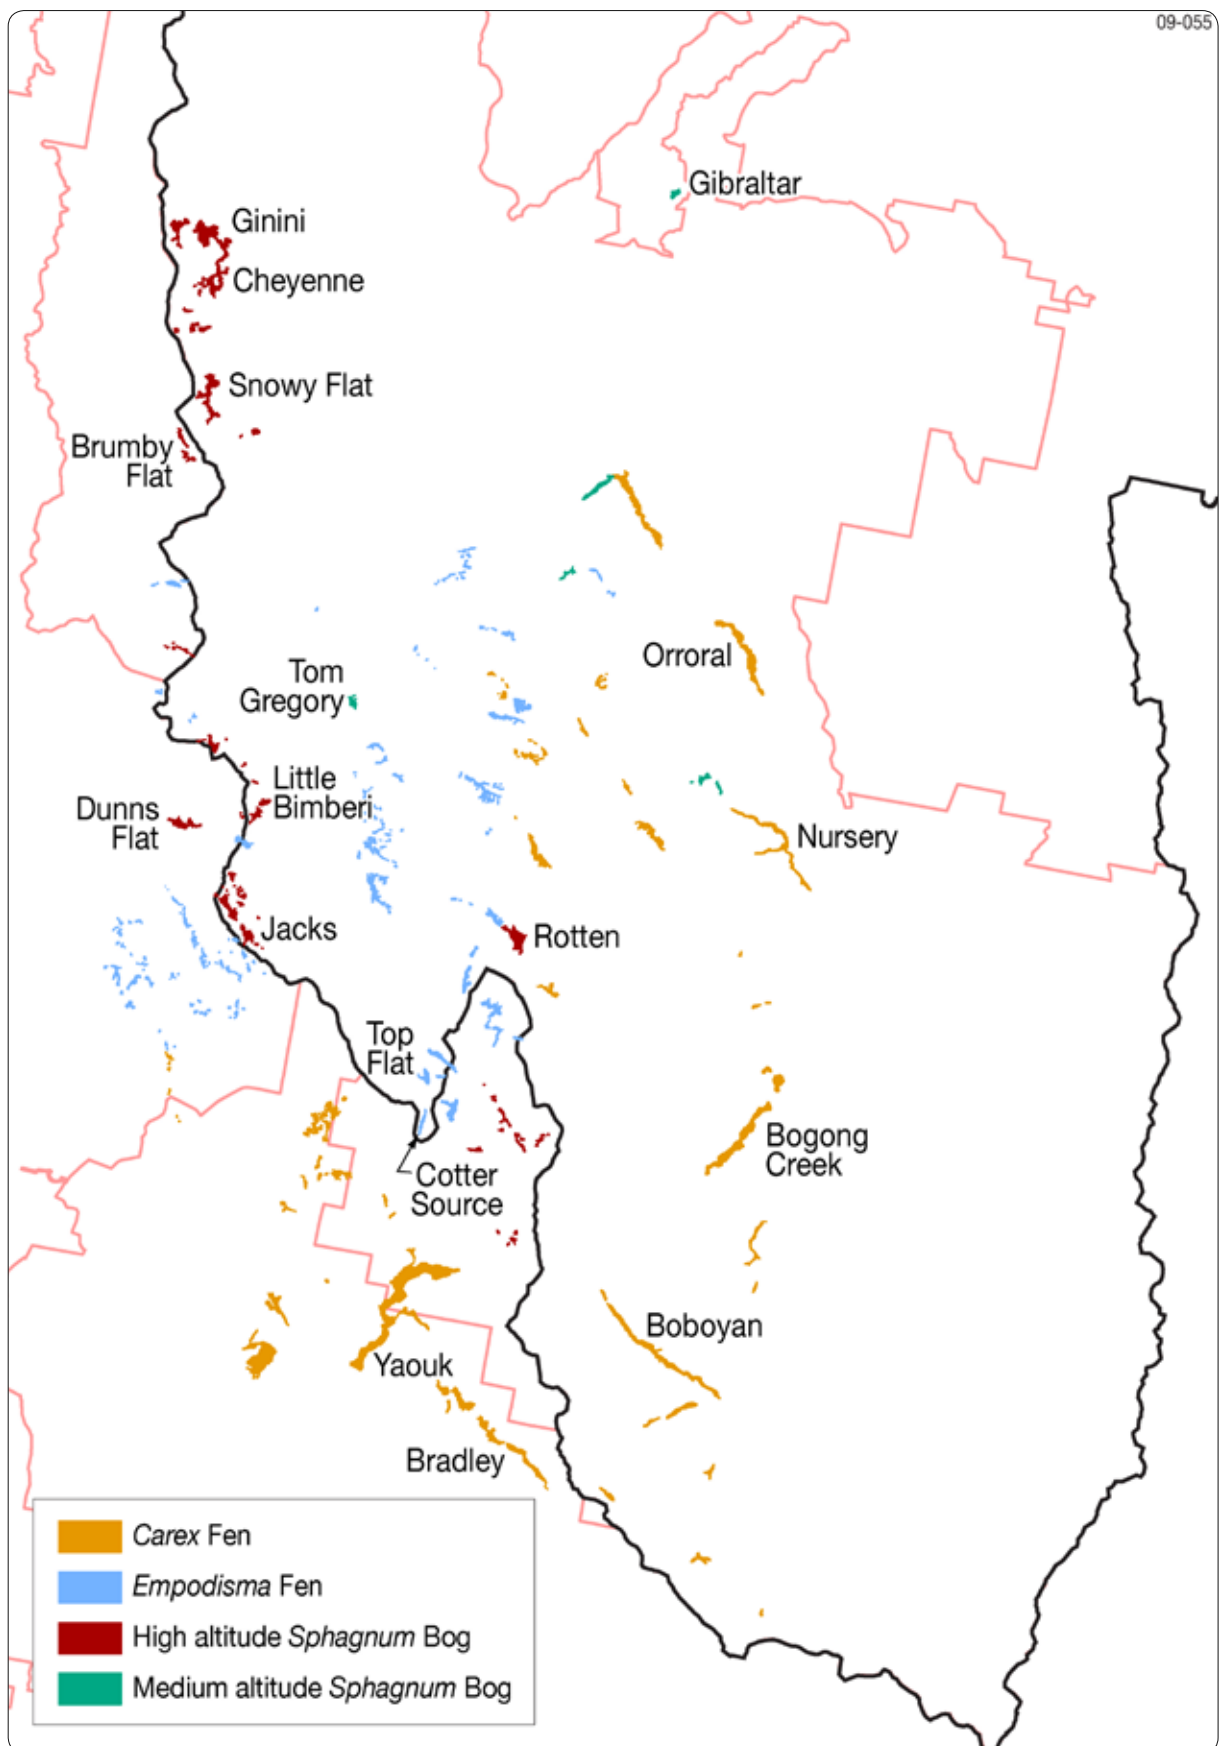 09-055
Gibraltar
Ginini
Cheyenne
Snowy Flat
Brumby
Flat
Orroral
Tom
Gregory
Little
Bimberi
Dunns
Flat
Nursery
Jacks
Rotten
Top
Flat
Bogong
Creek
Cotter
Source
Boboyan
Yaouk
Bradley
Carex Fen
Empodisma Fen
High altitude Sphagnum Bog
Medium altitude Sphagnum Bog